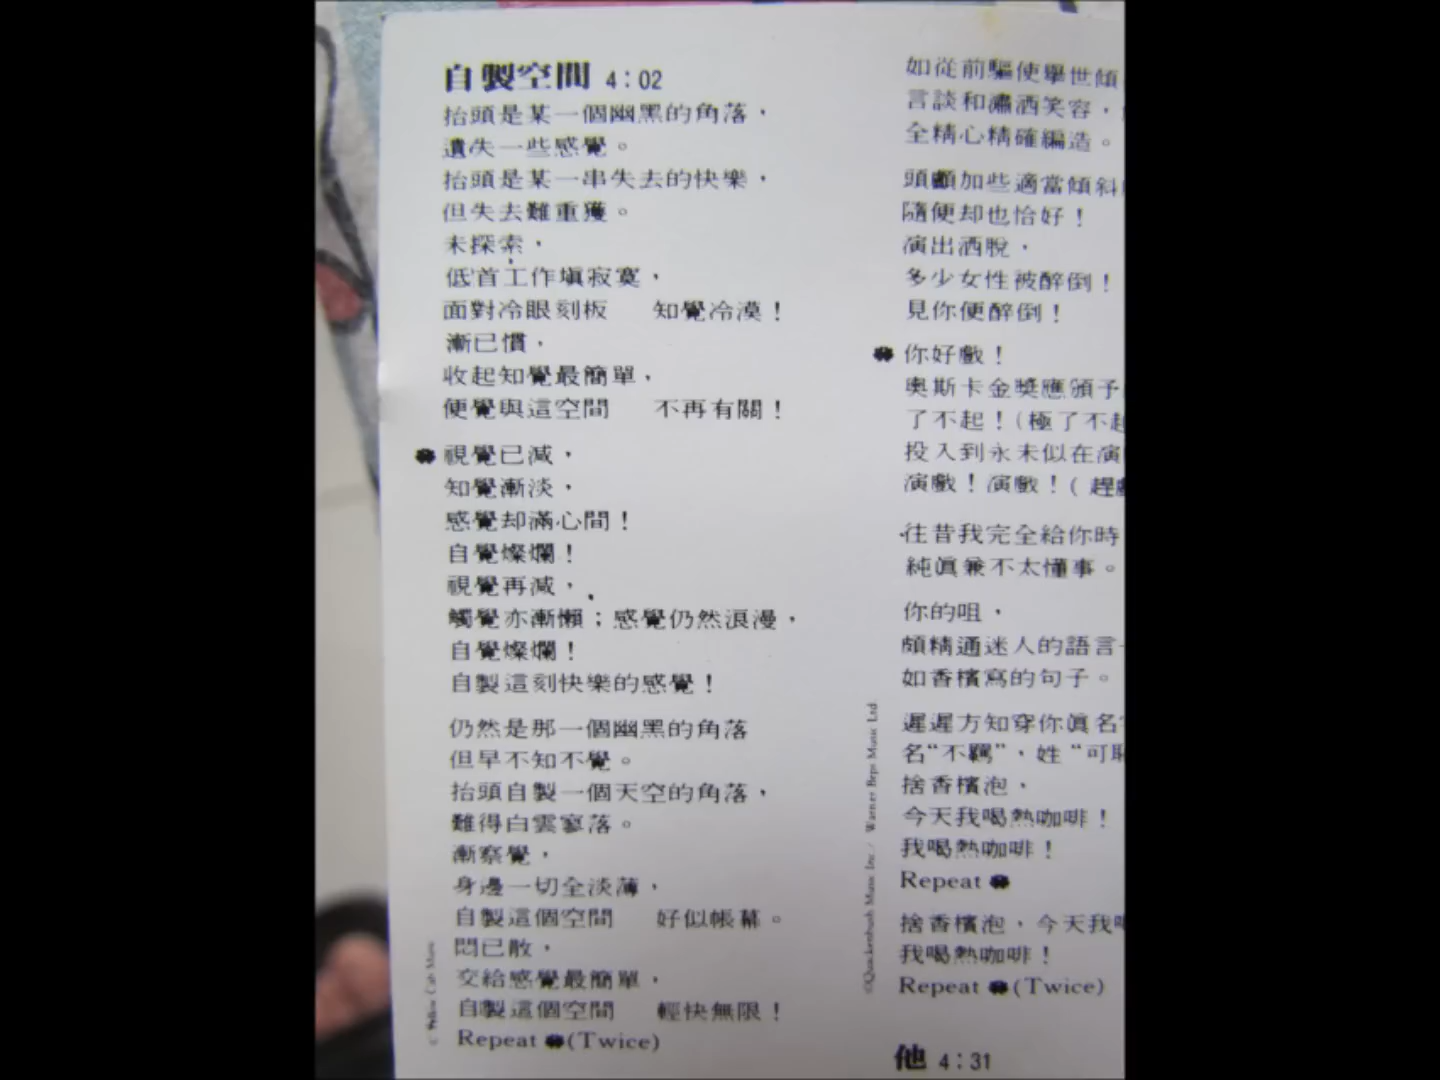 自製空間 4:02
抬頭是某一個幽黑的角落，
遺失一些感覺。
抬頭是某一串失去的快樂，
但失去難重獲。
未探索，
低首工作塡寂寞，
面對冷眼刻板　知覺冷漠！
漸已慣，
收起知覺最簡單，
便覺與這空間　不再有關！
視覺已減，
知覺漸淡，
感覺却滿心間！
自覺燦爛！
視覺再減，
觸覺亦漸懶；感覺仍然浪漫，
自覺燦爛！
自製這刻快樂的感覺！
仍然是那一個幽黑的角落
但早不知不覺。
抬頭自製一個天空的角落，
難得白雲寥落。
漸察覺，
身邊一切全淡薄，
自製這個空間　好似帳幕。
悶已散，
交給感覺最簡單，
自製這個空間　輕快無限！
Repeat (Twice)
© Yellow Cab Music
如從前驅使舉世傾
言談和瀟洒笑容，
全精心精確編造。
頭顱加些適當傾斜
隨便却也恰好！
演出洒脫，
多少女性被醉倒！
見你便醉倒！
你好戲！
奧斯卡金獎應頒予
了不起！(極了不起
投入到永未似在演
演戲！演戲！(
往昔我完全給你時
純眞兼不太懂事。
你的咀，
頗精通迷人的語言
如香檳寫的句子。
遲遲方知穿你眞名
名“不羈”，姓“可恥
捨香檳泡，
今天我喝熱咖啡！
我喝熱咖啡！
Repeat
捨香檳泡，今天我喝
我喝熱咖啡！
Repeat (Twice)
©Quackenbush Music Inc./ Warner Bros Music Ltd
他 4:31